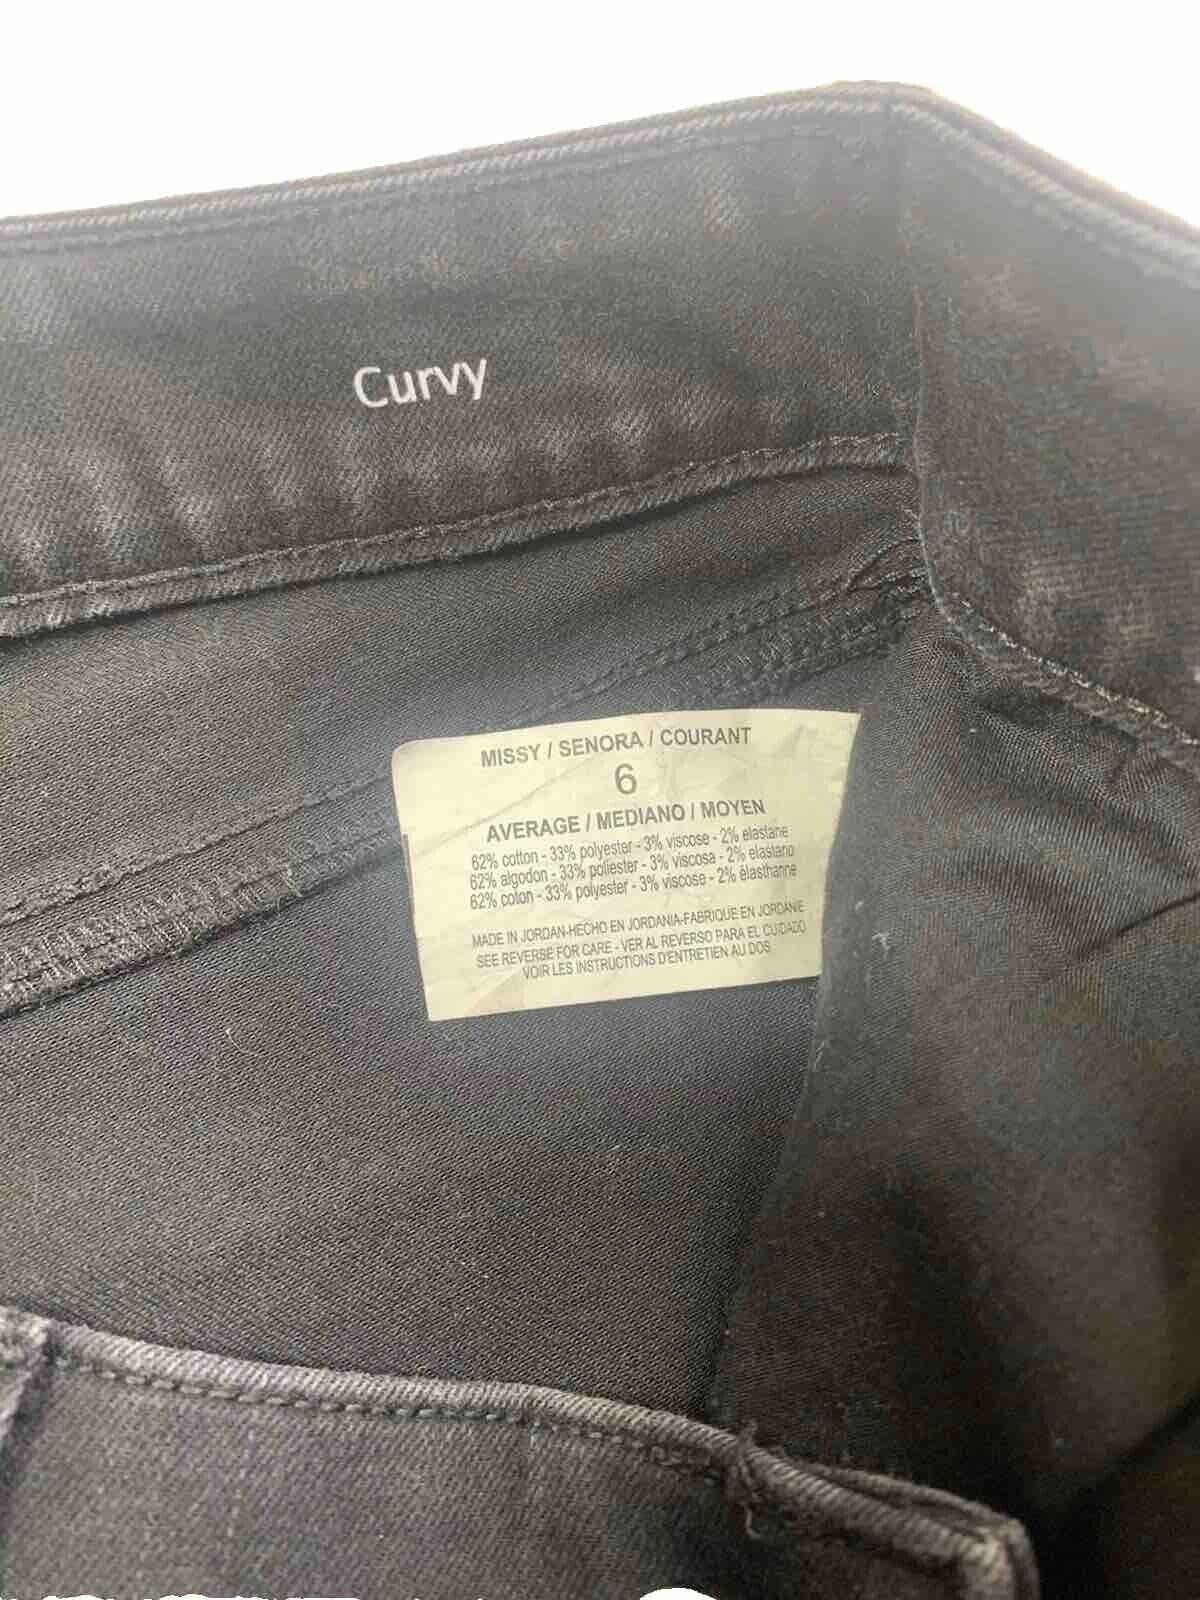 Curvy
MISSY / SENORA / COURANT
6
AVERAGE / MEDIANO / MOYEN
62% cotton - 33% polyester - 3% viscose - 2% elastane
62% algodon - 33% poliester - 3% viscosa - 2% elastano
62% coton - 33% polyester - 3% viscose - 2% élasthanne
MADE IN JORDAN-HECHO EN JORDANIA-FABRIQUE EN JORDANIE
SEE REVERSE FOR CARE - VER AL REVERSO PARA EL CUIDADO
VOIR LES INSTRUCTIONS D'ENTRETIEN AU DOS